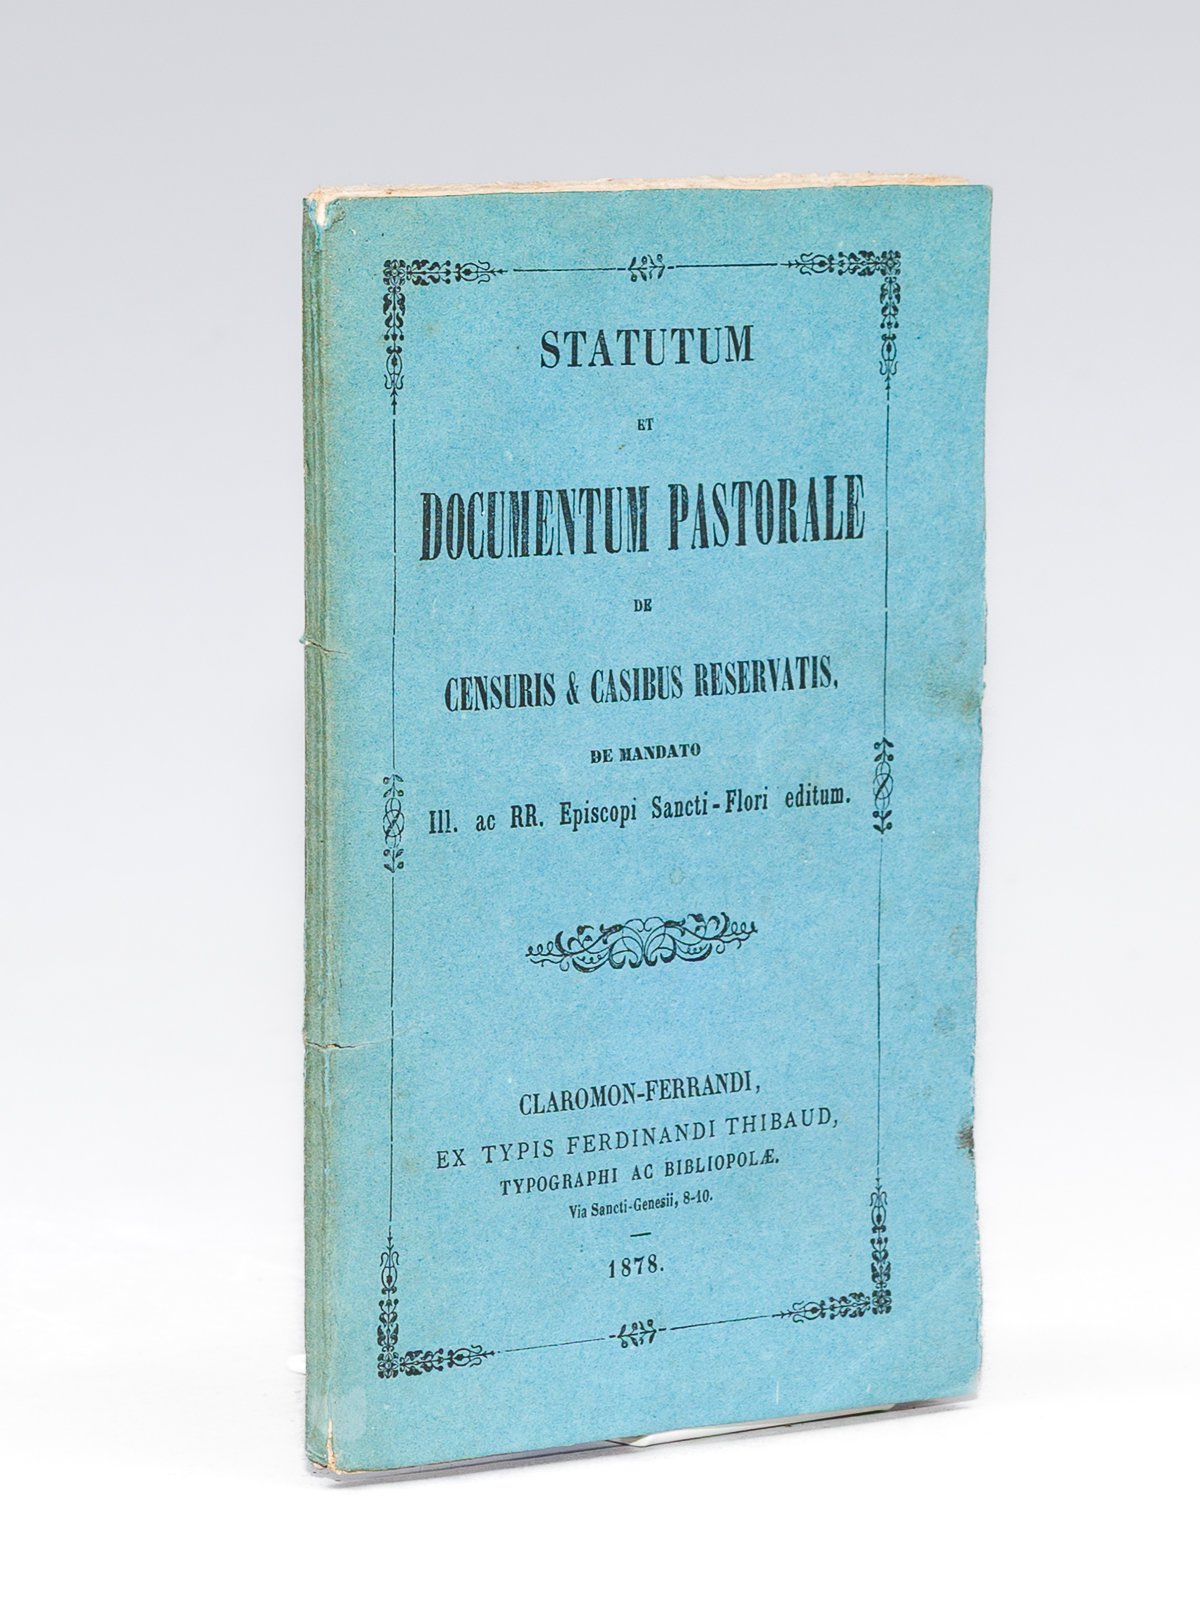 STATUTUM
ET
DOCUMENTUM PASTORALE
DE
CENSURIS & CASIBUS RESERVATIS,
DE MANDATO
Ill. ac RR. Episcopi Sancti-Flori editum.
CLAROMON-FERRANDI,
EX TYPIS FERDINANDI THIBAUD,
TYPOGRAPHI AC BIBLIOPOLÆ.
Via Sancti-Genesii, 8-10.
1878.